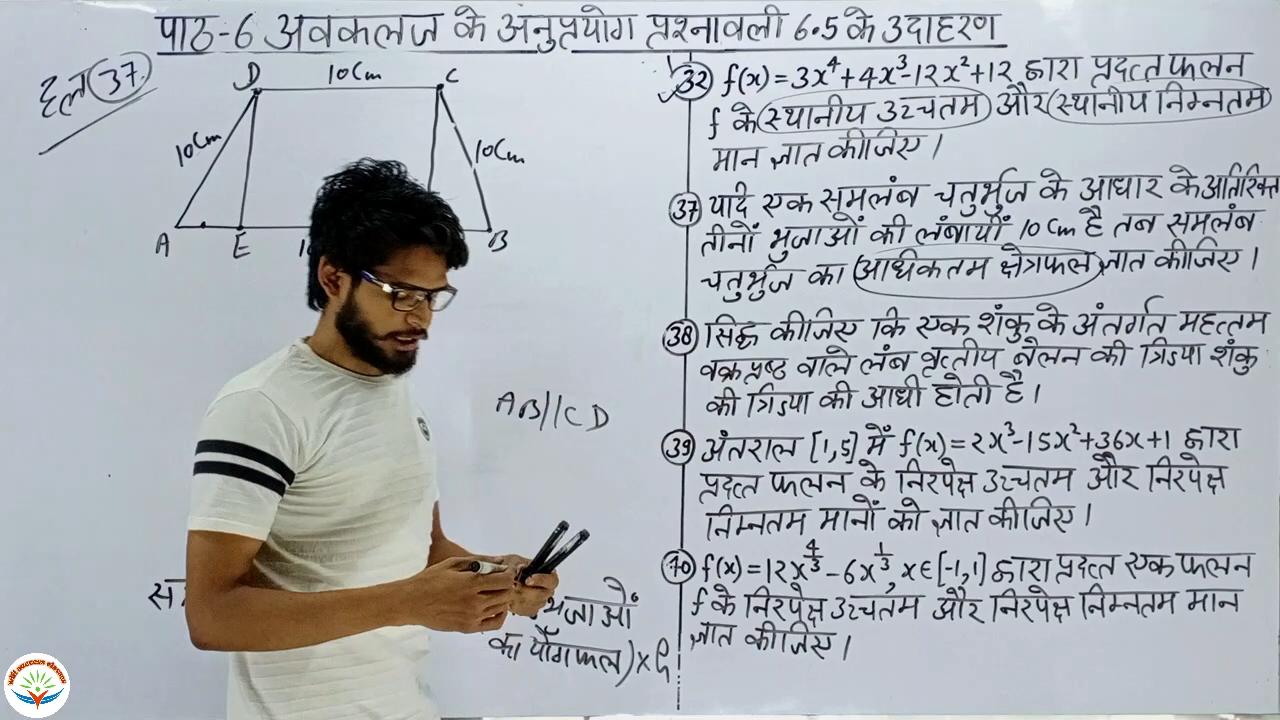 पाठ-6 अवकलज के अनुप्रयोग प्रश्नावली 6.5 के उदाहरण
हल 37.
D 10Cm C
10Cm 10Cm
A E B
AB//CD
भुजाओं
का योगफल)×
32 f(x)=3x⁴+4x³-12x²+12 द्वारा प्रदत्त फलन
f के स्थानीय उच्चतम और स्थानीय निम्नतम
मान ज्ञात कीजिए।
37 यदि एक समलंब चतुर्भुज के आधार के अतिरिक्त
तीनों भुजाओं की लंबायीं 10 cm है तब समलंब
चतुर्भुज का (अधिकतम क्षेत्रफल) ज्ञात कीजिए।
38 सिद्ध कीजिए कि एक शंकु के अंतर्गत महत्तम
वक्रपृष्ठ वाले लंब वृत्तीय बेलन की त्रिज्या शंकु
की त्रिज्या की आधी होती है।
39 अंतराल [1,5] में f(x)=2x³-15x²+36x+1 द्वारा
प्रदत्त फलन के निरपेक्ष उच्चतम और निरपेक्ष
निम्नतम मानों को ज्ञात कीजिए।
40 f(x)=12x^4/3-6x^1/3, x∈[-1,1] द्वारा प्रदत्त एक फलन
f के निरपेक्ष उच्चतम और निरपेक्ष निम्नतम मान
ज्ञात कीजिए।